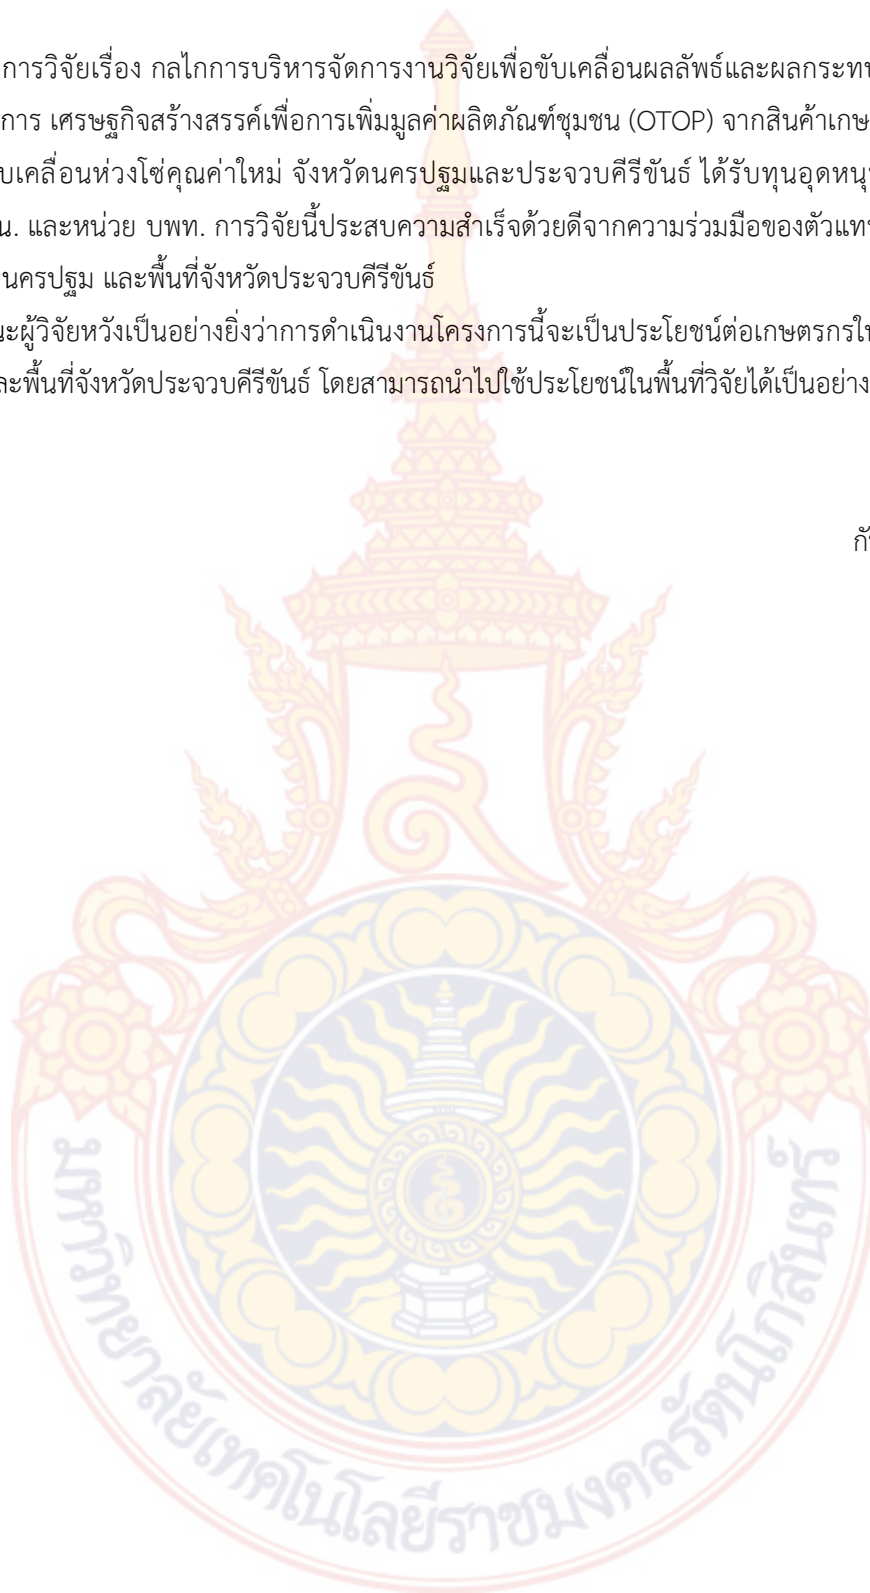 การวิจัยเรื่อง กลไกการบริหารจัดการงานวิจัยเพื่อขับเคลื่อนผลลัพธ์และผลกระท
การ เศรษฐกิจสร้างสรรค์เพื่อการเพิ่มมูลค่าผลิตภัณฑ์ชุมชน (OTOP) จากสินค้าเกษ
บเคลื่อนห่วงโซ่คุณค่าใหม่ จังหวัดนครปฐมและประจวบคีรีขันธ์ ได้รับทุนอุดหนุ
น. และหน่วย บพท. การวิจัยนี้ประสบความสำเร็จด้วยดีจากความร่วมมือของตัวแท
นครปฐม และพื้นที่จังหวัดประจวบคีรีขันธ์
ณะผู้วิจัยหวังเป็นอย่างยิ่งว่าการดำเนินงานโครงการนี้จะเป็นประโยชน์ต่อเกษตรกรใ
ละพื้นที่จังหวัดประจวบคีรีขันธ์ โดยสามารถนำไปใช้ประโยชน์ในพื้นที่วิจัยได้เป็นอย่าง
กั
มหาวิทยาลัยเทคโนโลยีราชมงคลรัตนโกสินทร์